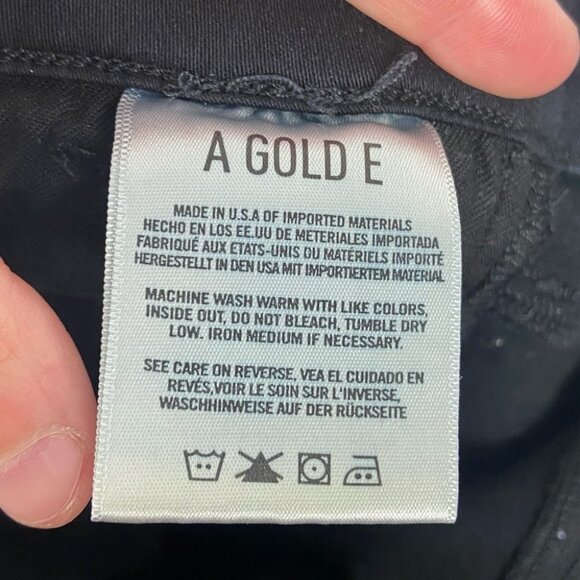 A GOLD E
MADE IN U.S.A OF IMPORTED MATERIALS
HECHO EN LOS EE.UU DE METERIALES IMPORTADA
FABRIQUÉ AUX ETATS-UNIS OU MATÉRIELS IMPORTÉ
HERGESTELLT IN DEN USA MIT IMPORTIERTEM MATERIAL
MACHINE WASH WARM WITH LIKE COLORS,
INSIDE OUT, DO NOT BLEACH, TUMBLE DRY
LOW. IRON MEDIUM IF NECESSARY.
SEE CARE ON REVERSE, VEA EL CUIDADO EN
REVÉS,VOIR LE SOIN SUR L'INVERSE,
WASCHHINWEISE AUF DER RÜCKSEITE